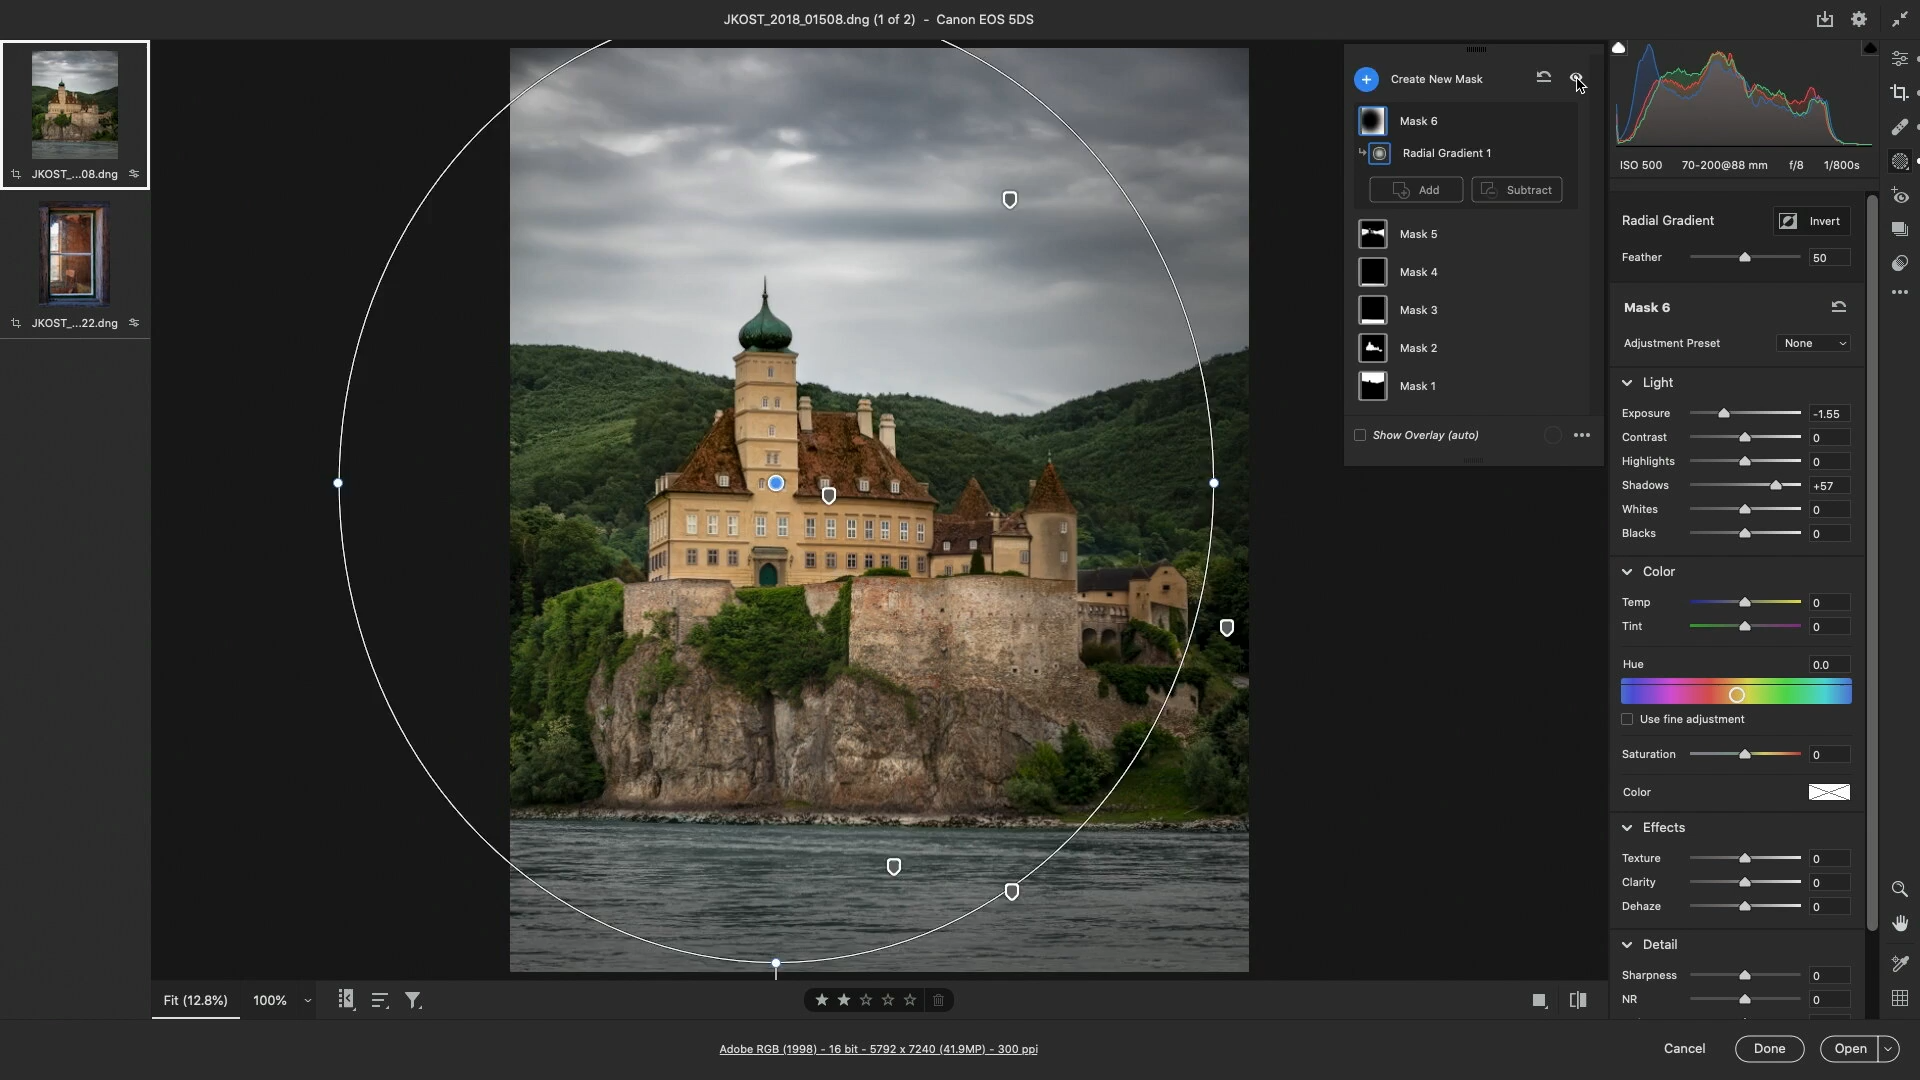 JKOST_2018_01508.dng (1 of 2) - Canon EOS 5DS
JKOST_...08.dng
JKOST_...22.dng
Create New Mask
Mask 6
Radial Gradient 1
Add Subtract
Mask 5
Mask 4
Mask 3
Mask 2
Mask 1
Show Overlay (auto)
ISO 500 70-200@88 mm f/8 1/800s
Radial Gradient Invert
Feather 50
Mask 6
Adjustment Preset None
Light
Exposure -1.55
Contrast 0
Highlights 0
Shadows +57
Whites 0
Blacks 0
Color
Temp 0
Tint 0
Hue 0.0
Use fine adjustment
Saturation 0
Color
Effects
Texture 0
Clarity 0
Dehaze 0
Detail
Sharpness 0
NR 0
Fit (12.8%) 100%
Adobe RGB (1998) - 16 bit - 5792 x 7240 (41.9MP) - 300 ppi
Cancel Done Open